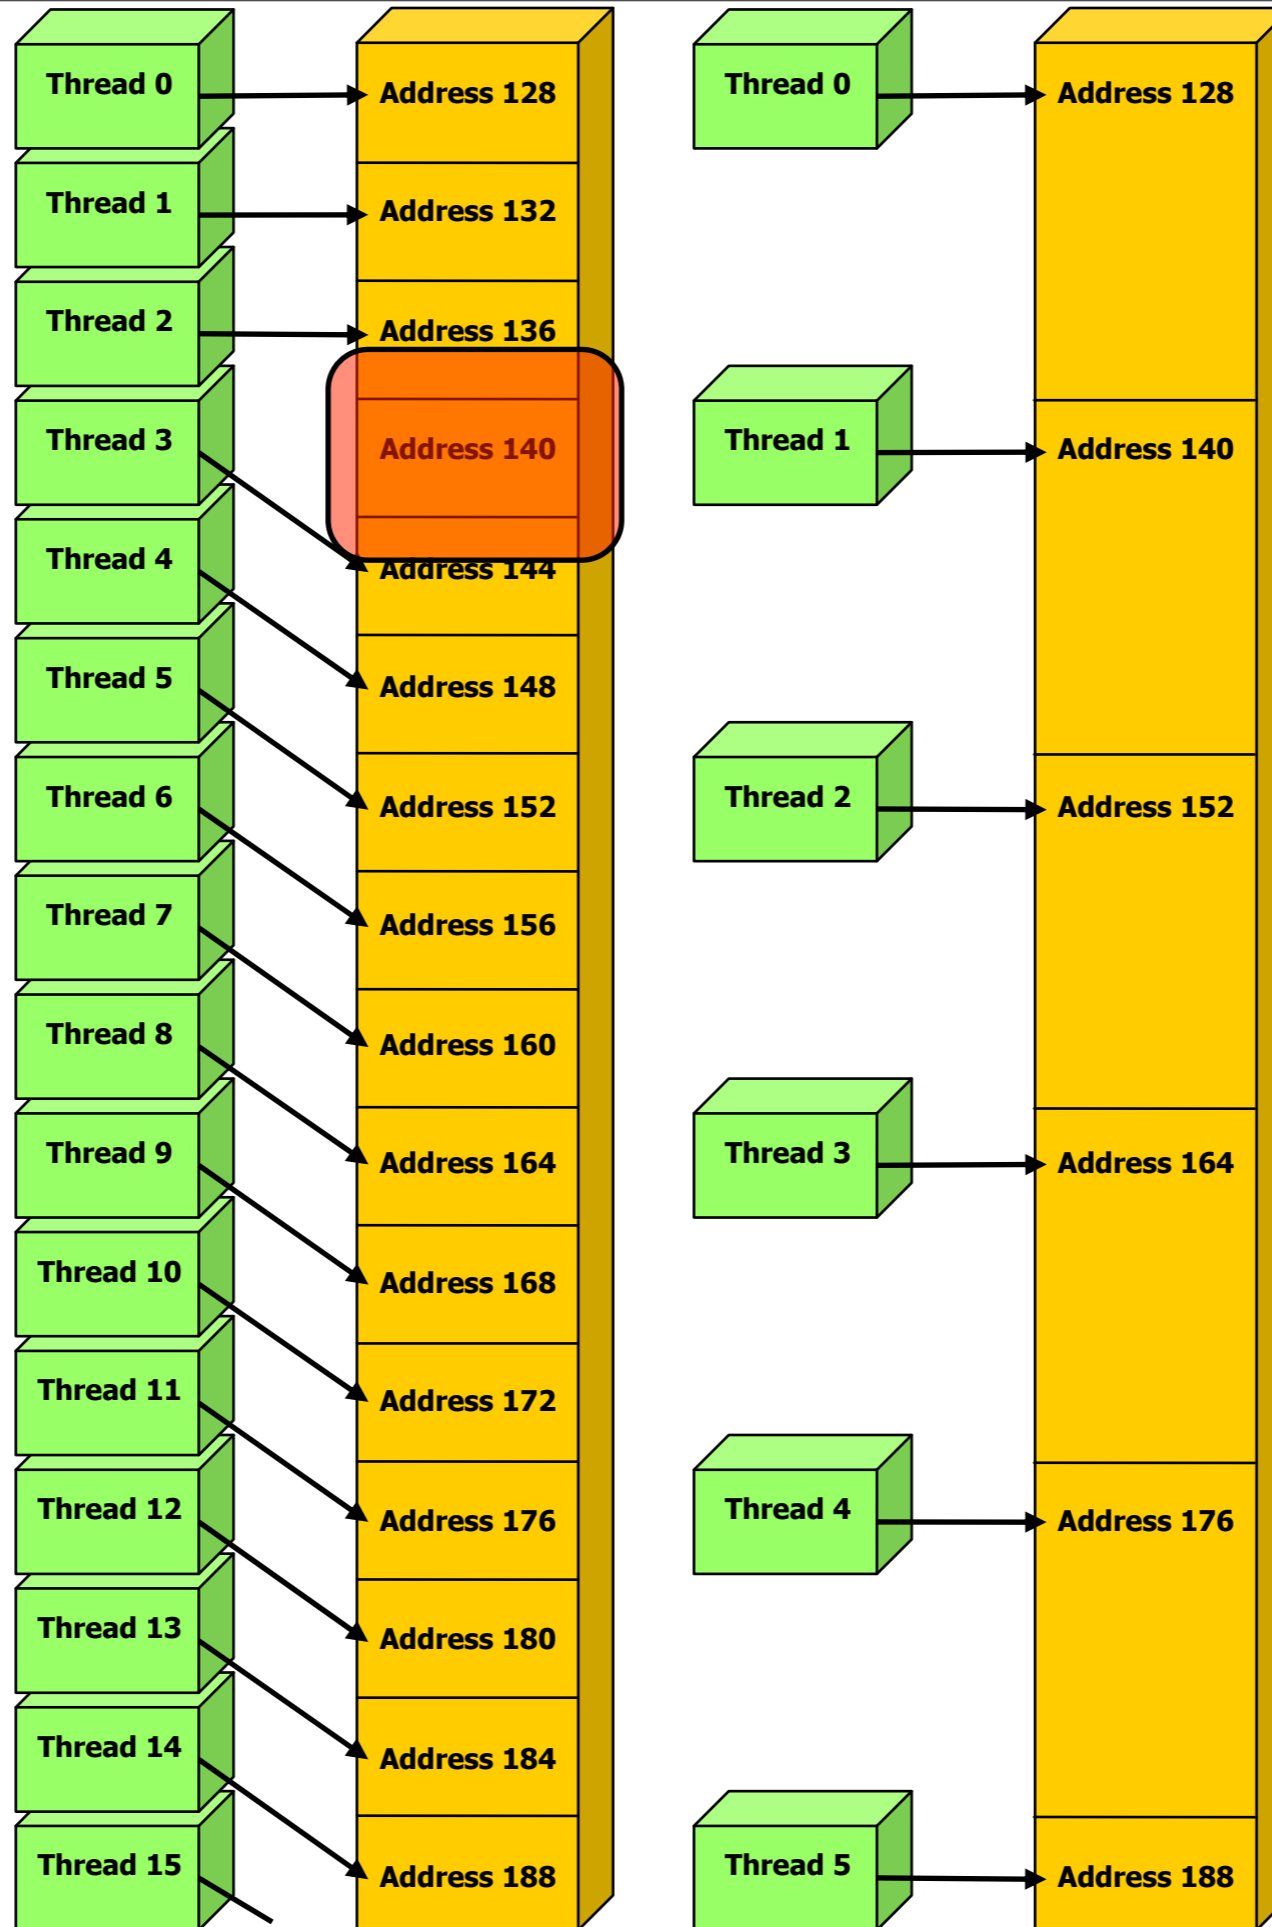 Thread 0
Thread 1
Thread 2
Thread 3
Thread 4
Thread 5
Thread 6
Thread 7
Thread 8
Thread 9
Thread 10
Thread 11
Thread 12
Thread 13
Thread 14
Thread 15
Address 128
Address 132
Address 136
Address 140
Address 144
Address 148
Address 152
Address 156
Address 160
Address 164
Address 168
Address 172
Address 176
Address 180
Address 184
Address 188
Thread 0
Thread 1
Thread 2
Thread 3
Thread 4
Thread 5
Address 128
Address 140
Address 152
Address 164
Address 176
Address 188